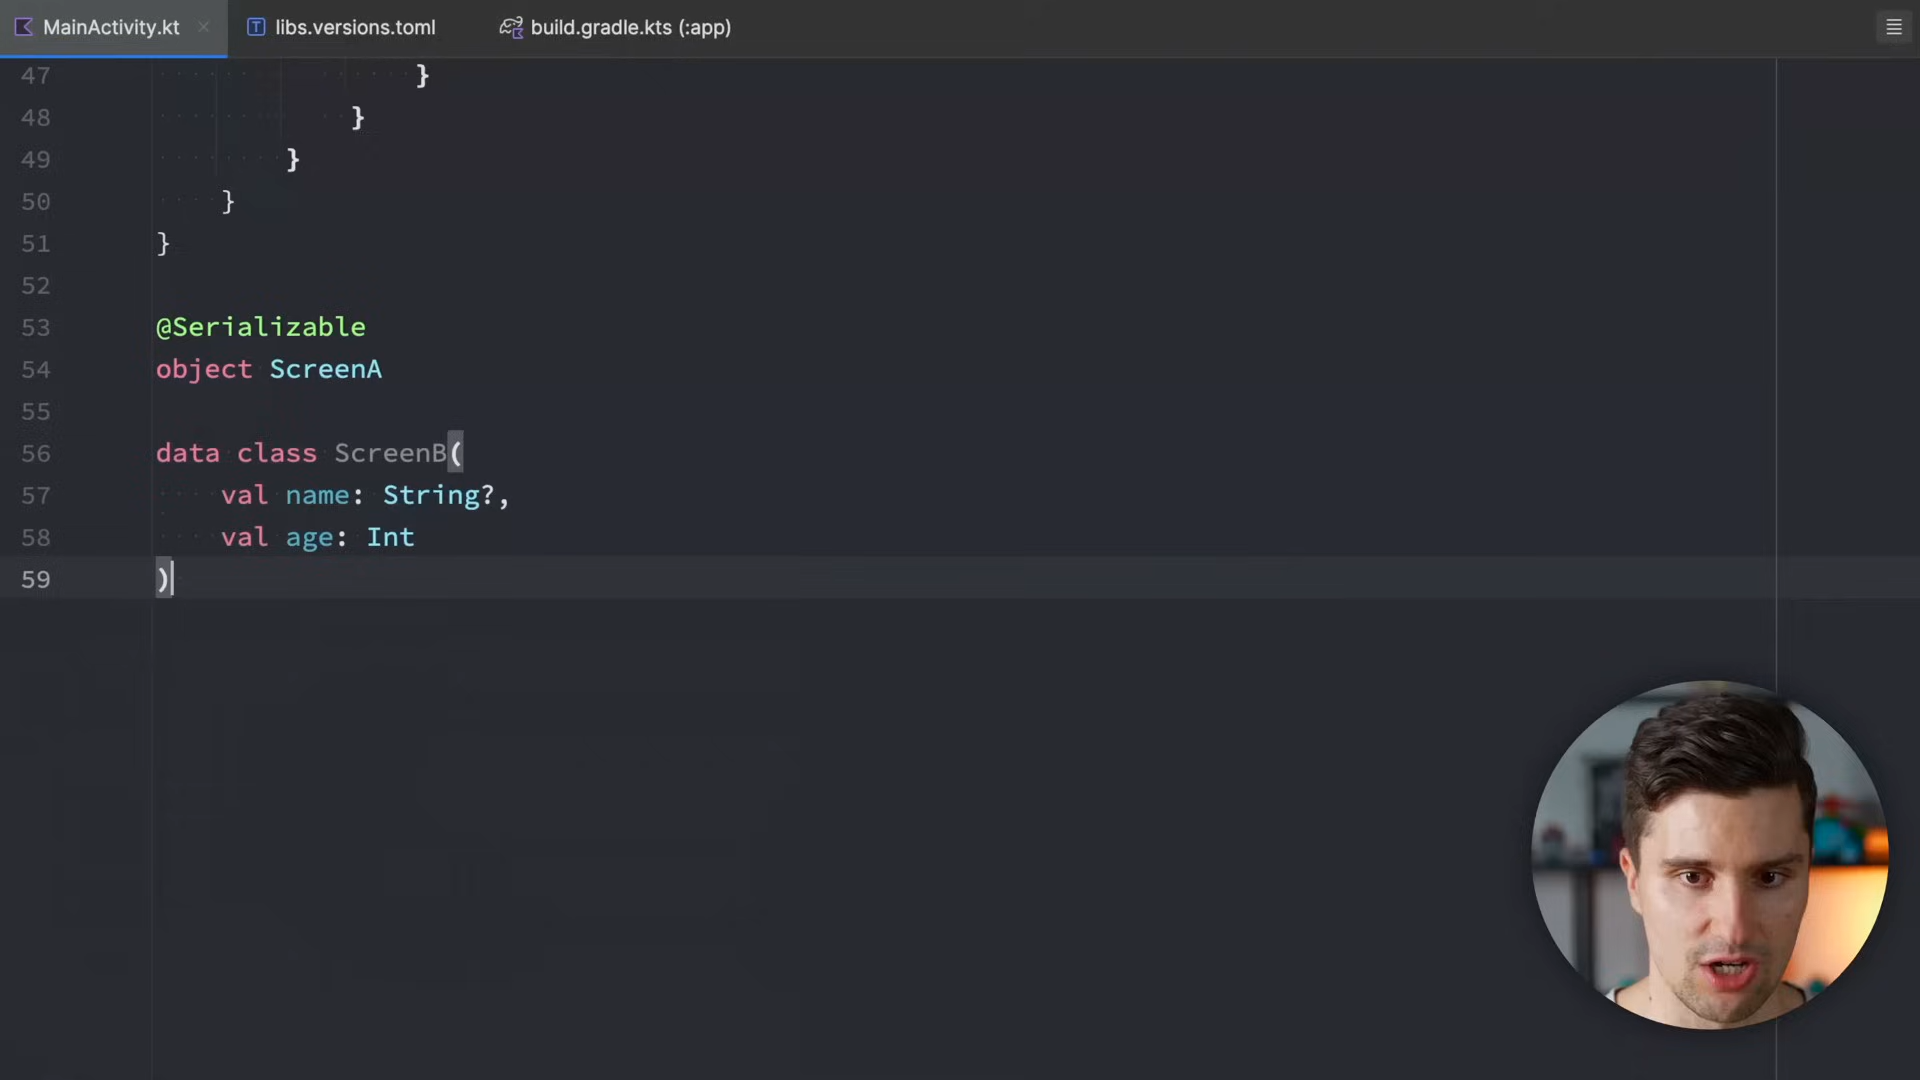 MainActivity.kt
libs.versions.toml
build.gradle.kts (:app)
47 }
48 }
49 }
50 }
51 }
52
53 @Serializable
54 object ScreenA
55
56 data class ScreenB(
57 val name: String?,
58 val age: Int
59 )